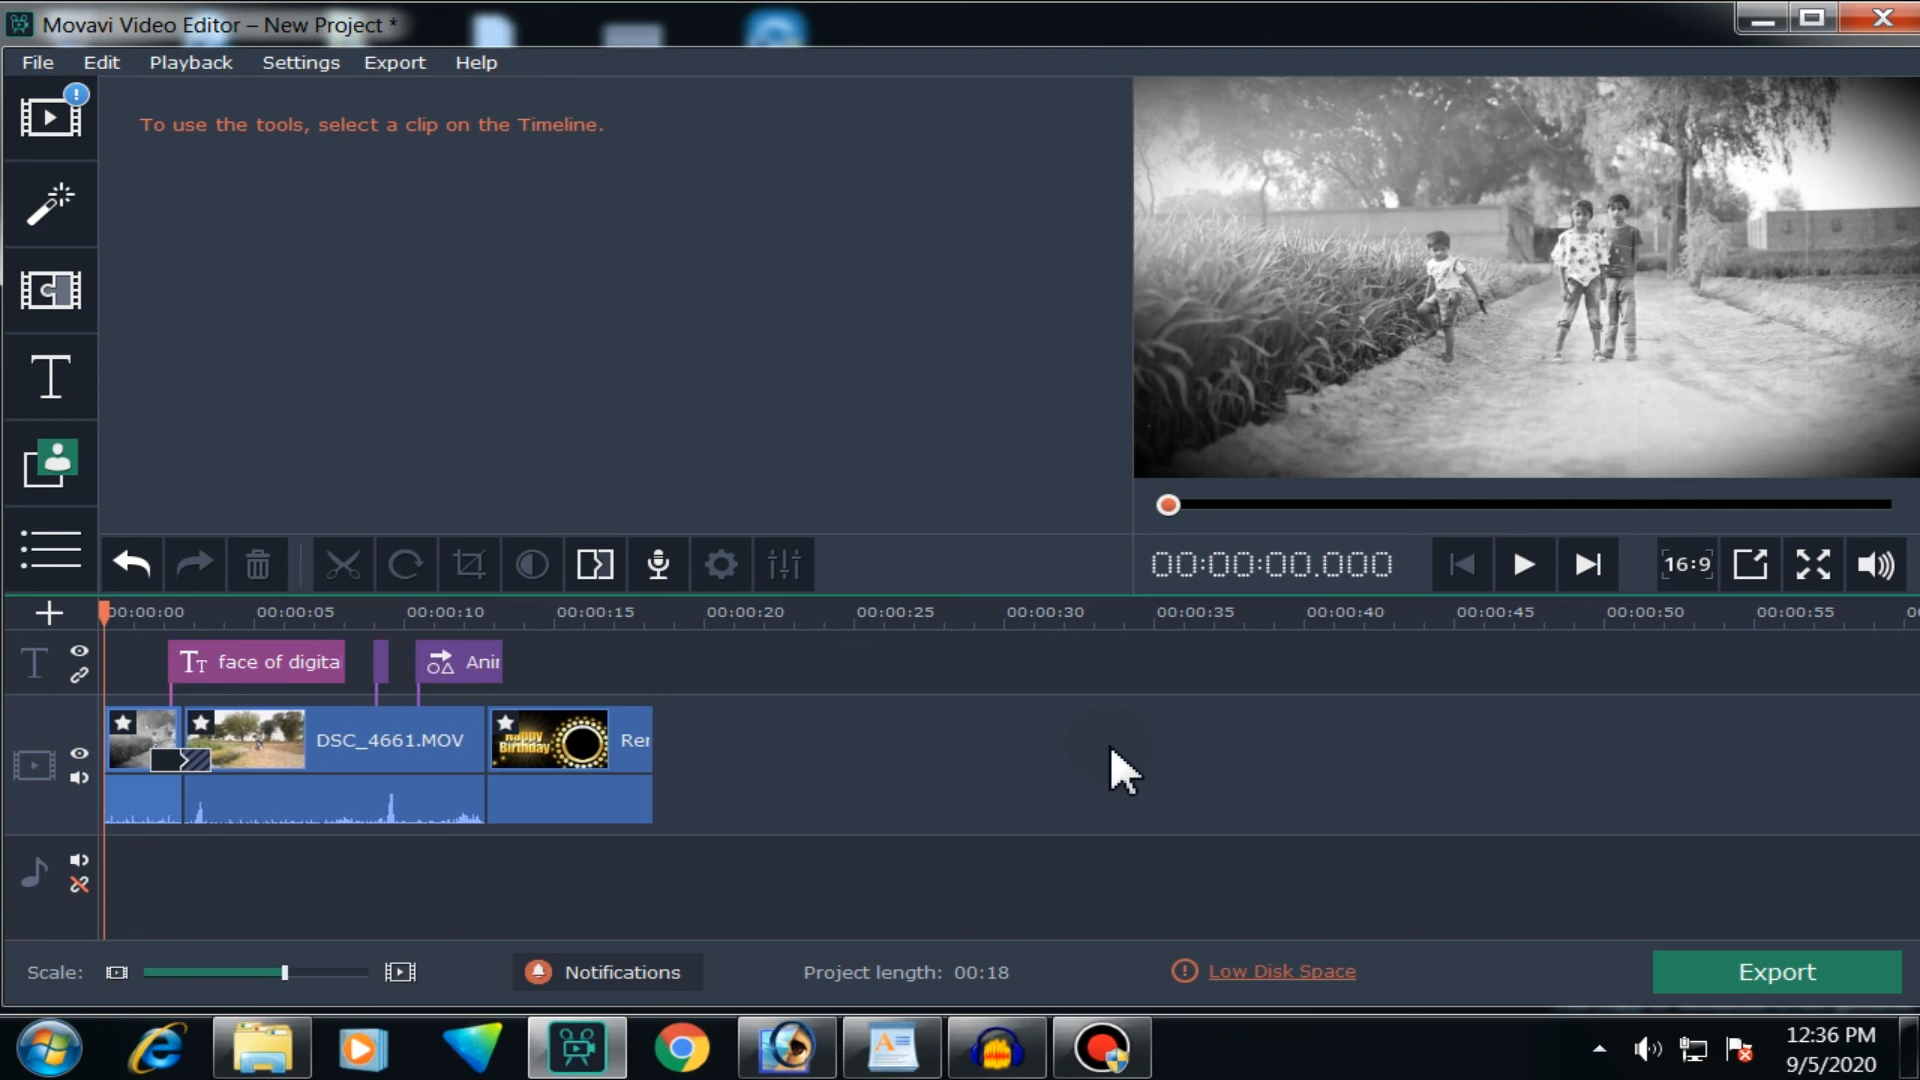 Movavi Video Editor – New Project *
File Edit Playback Settings Export Help
To use the tools, select a clip on the Timeline.
00:00:00.000
16:9
00:00:00 00:00:05 00:00:10 00:00:15 00:00:20 00:00:25 00:00:30 00:00:35 00:00:40 00:00:45 00:00:50 00:00:55
face of digita
Anir
DSC_4661.MOV
Happy
Birthday
Rer
Scale:
Notifications
Project length: 00:18
Low Disk Space
Export
12:36 PM
9/5/2020